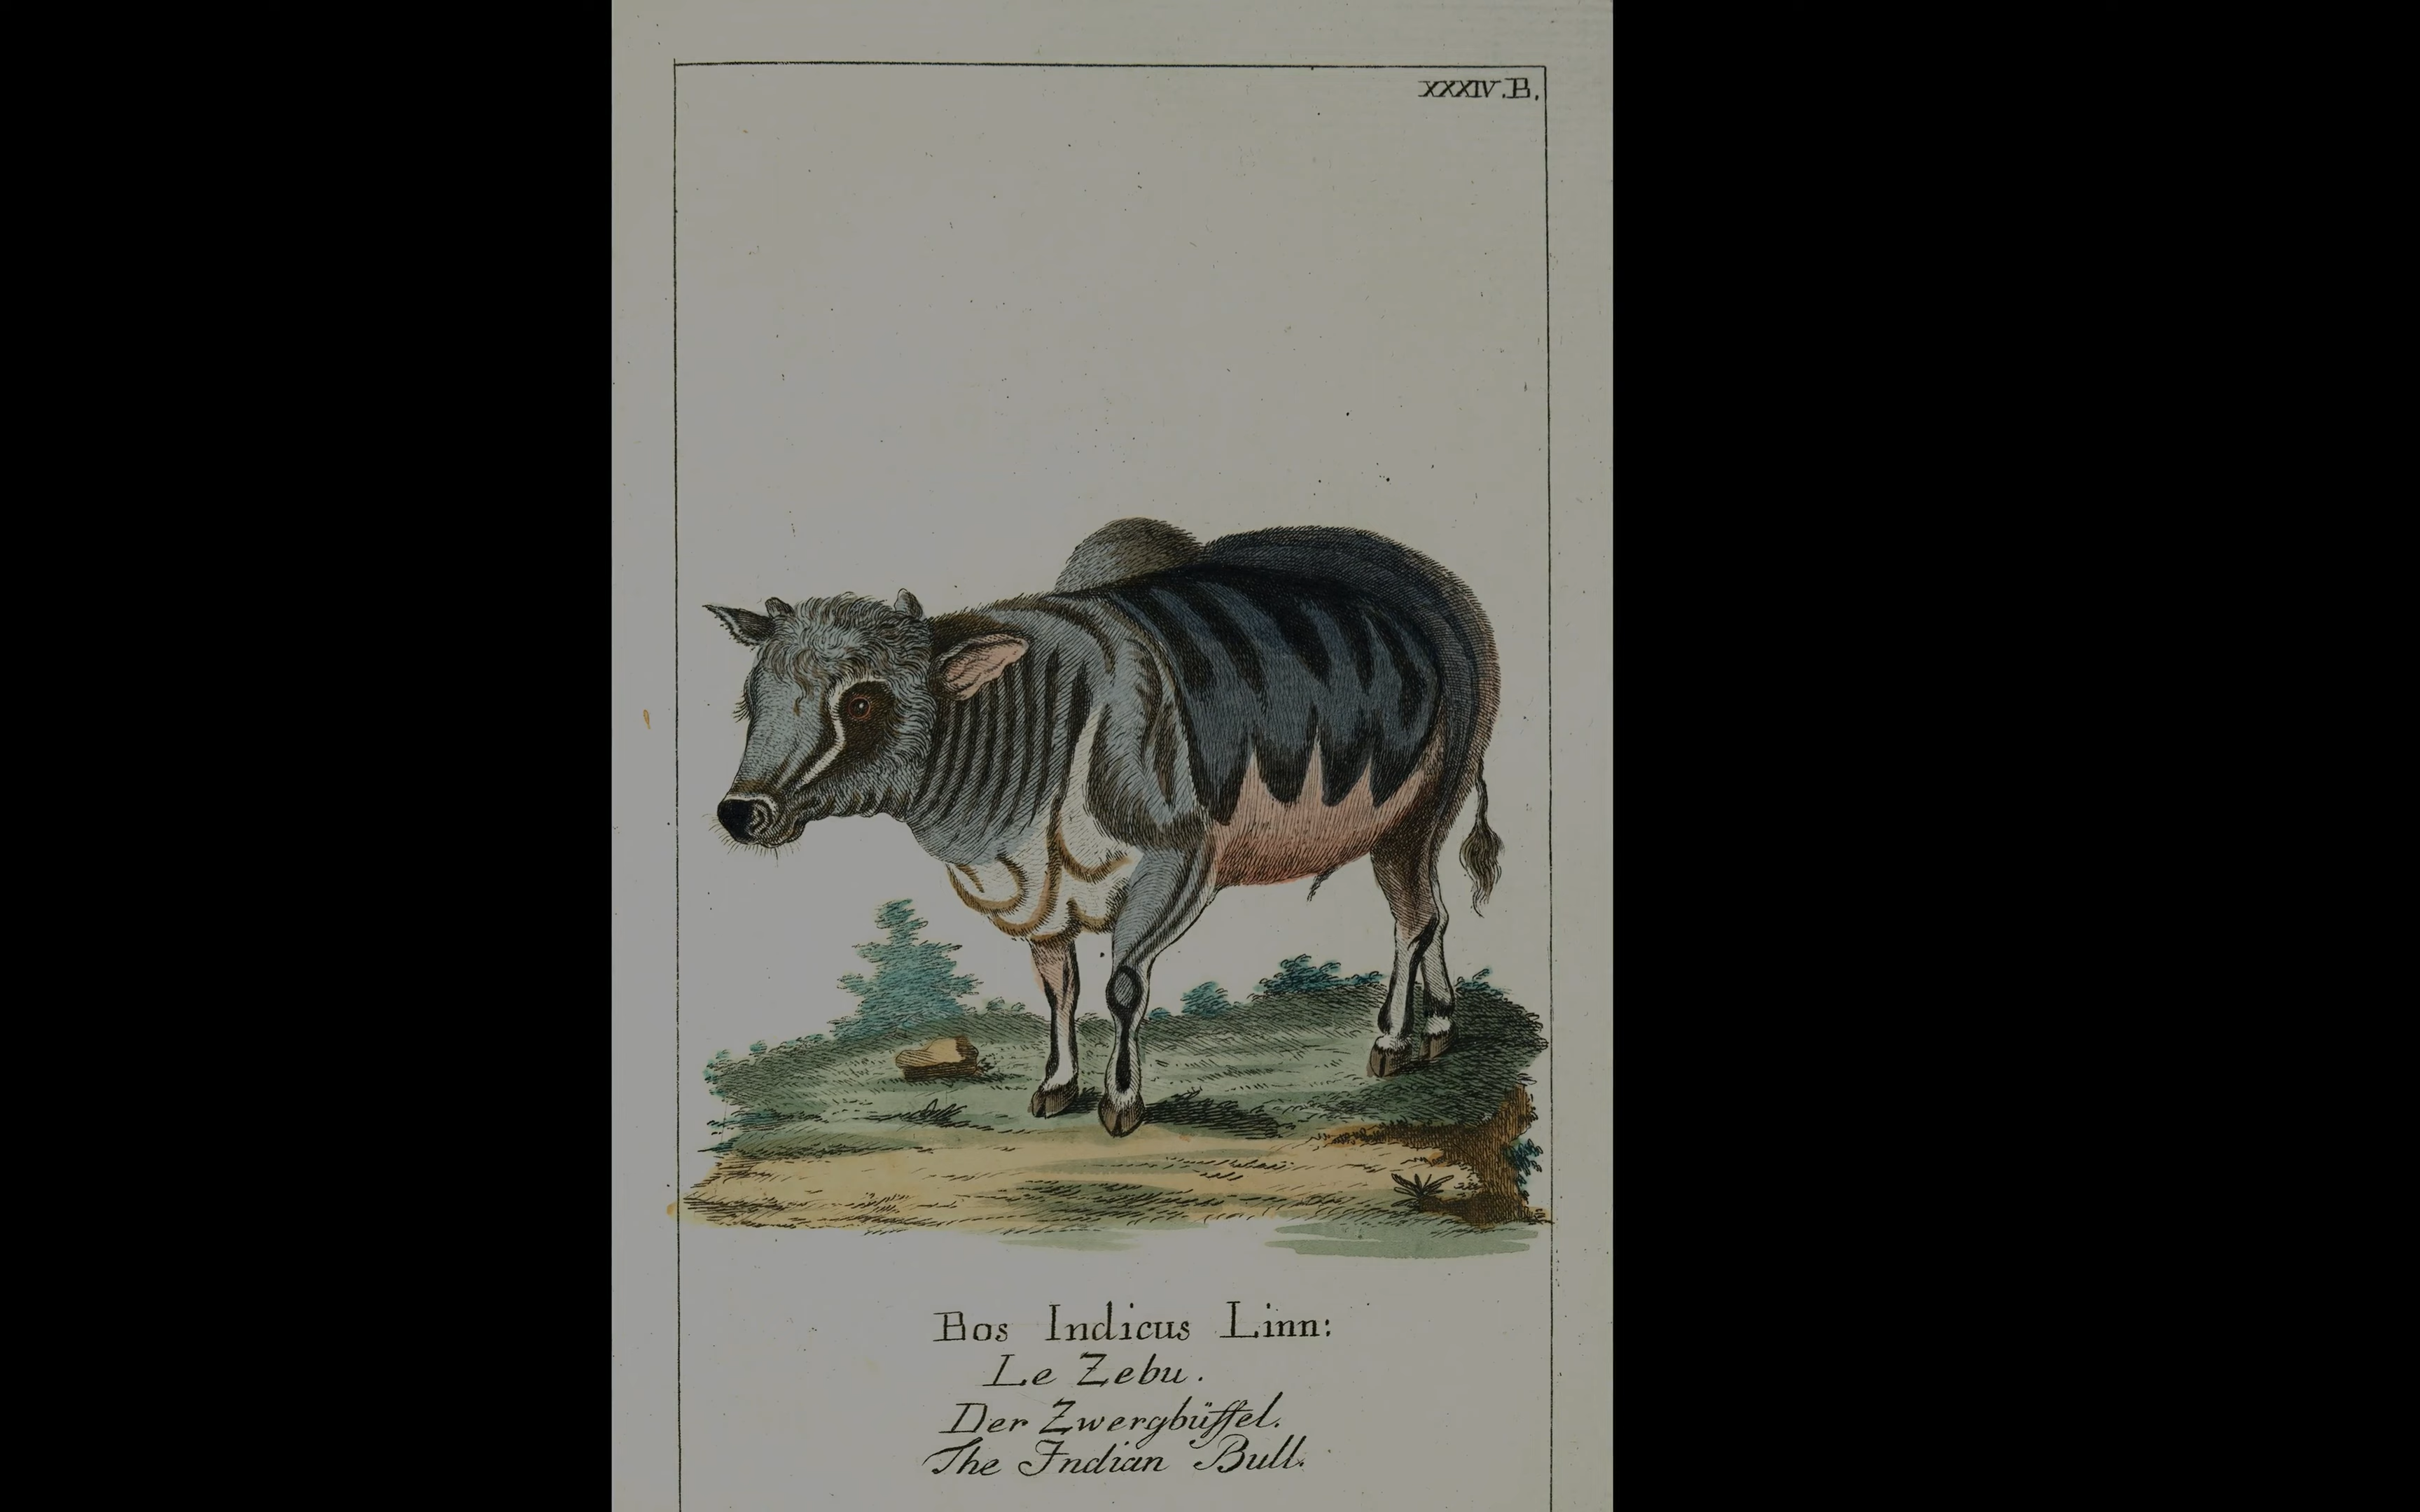 XXXIV.B.
Bos Indicus Linn:
Le Zebu.
Der Zwergbüffel.
The Indian Bull.